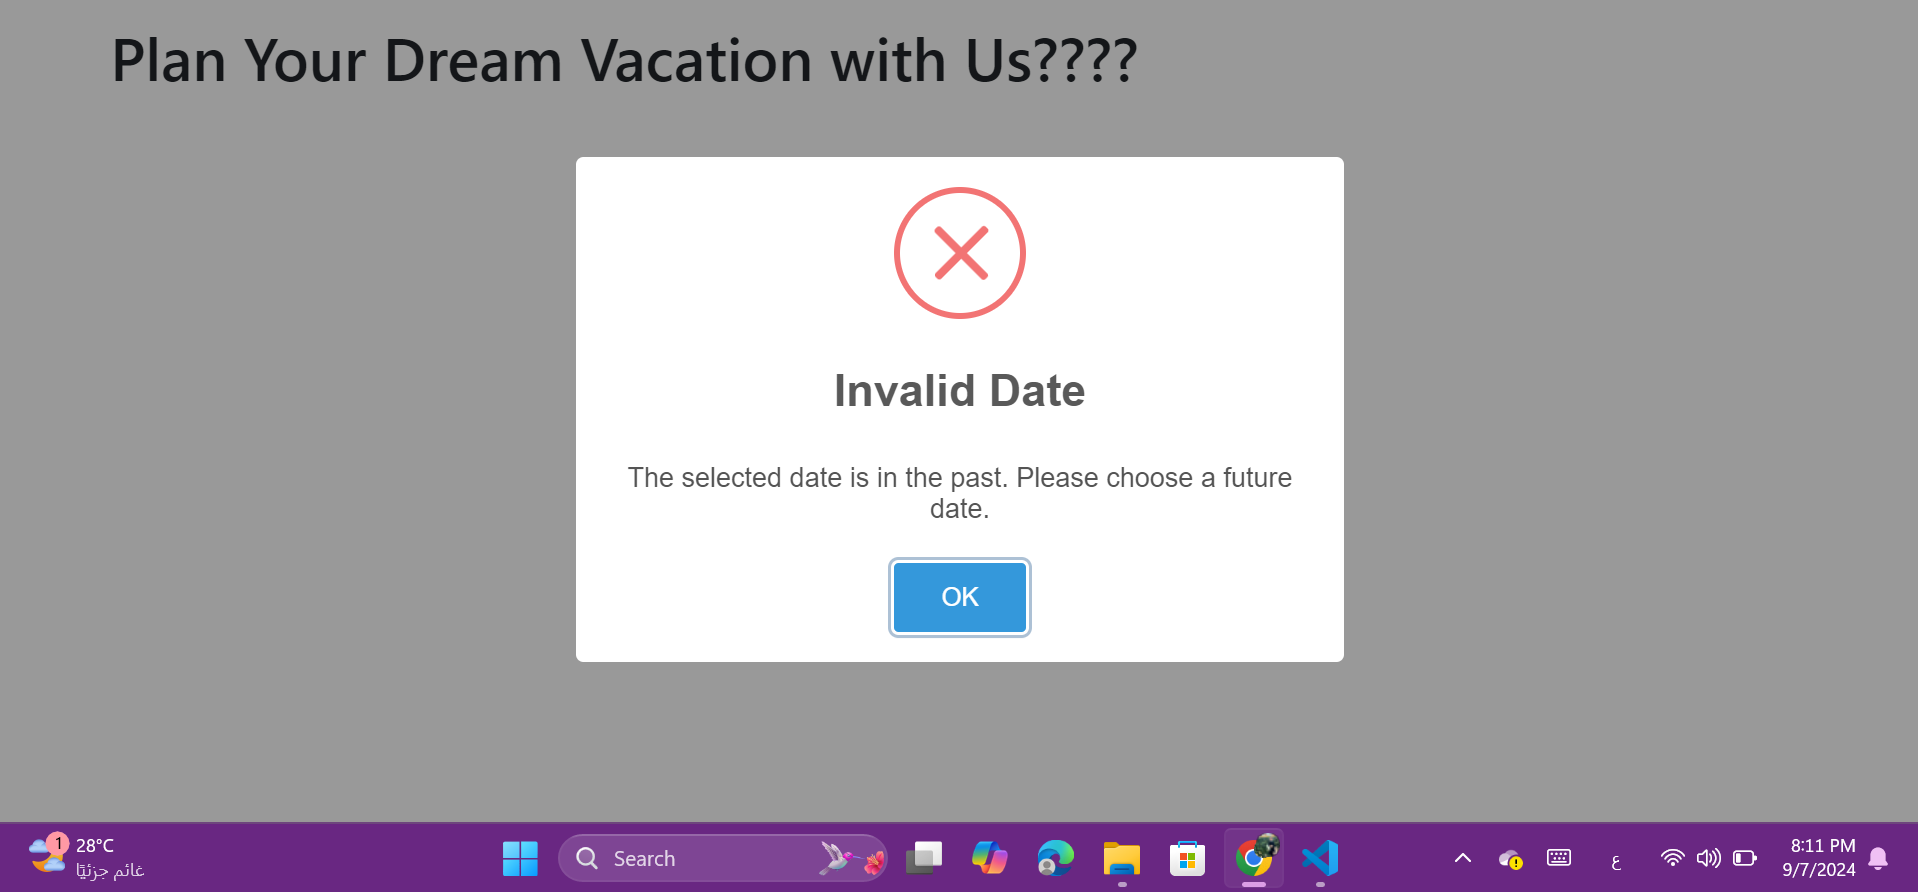 Plan Your Dream Vacation with Us????
Invalid Date
The selected date is in the past. Please choose a future
date.
OK
1
28°C
غائم جزئيًا
Search
ع
8:11 PM
9/7/2024